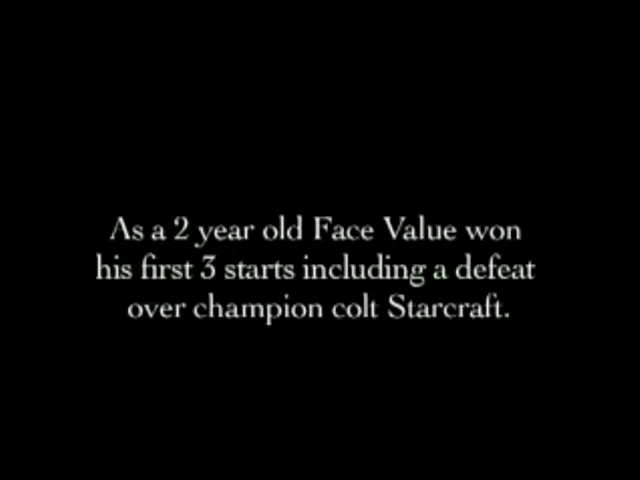 As a 2 year old Face Value won
his first 3 starts including a defeat
over champion colt Starcraft.